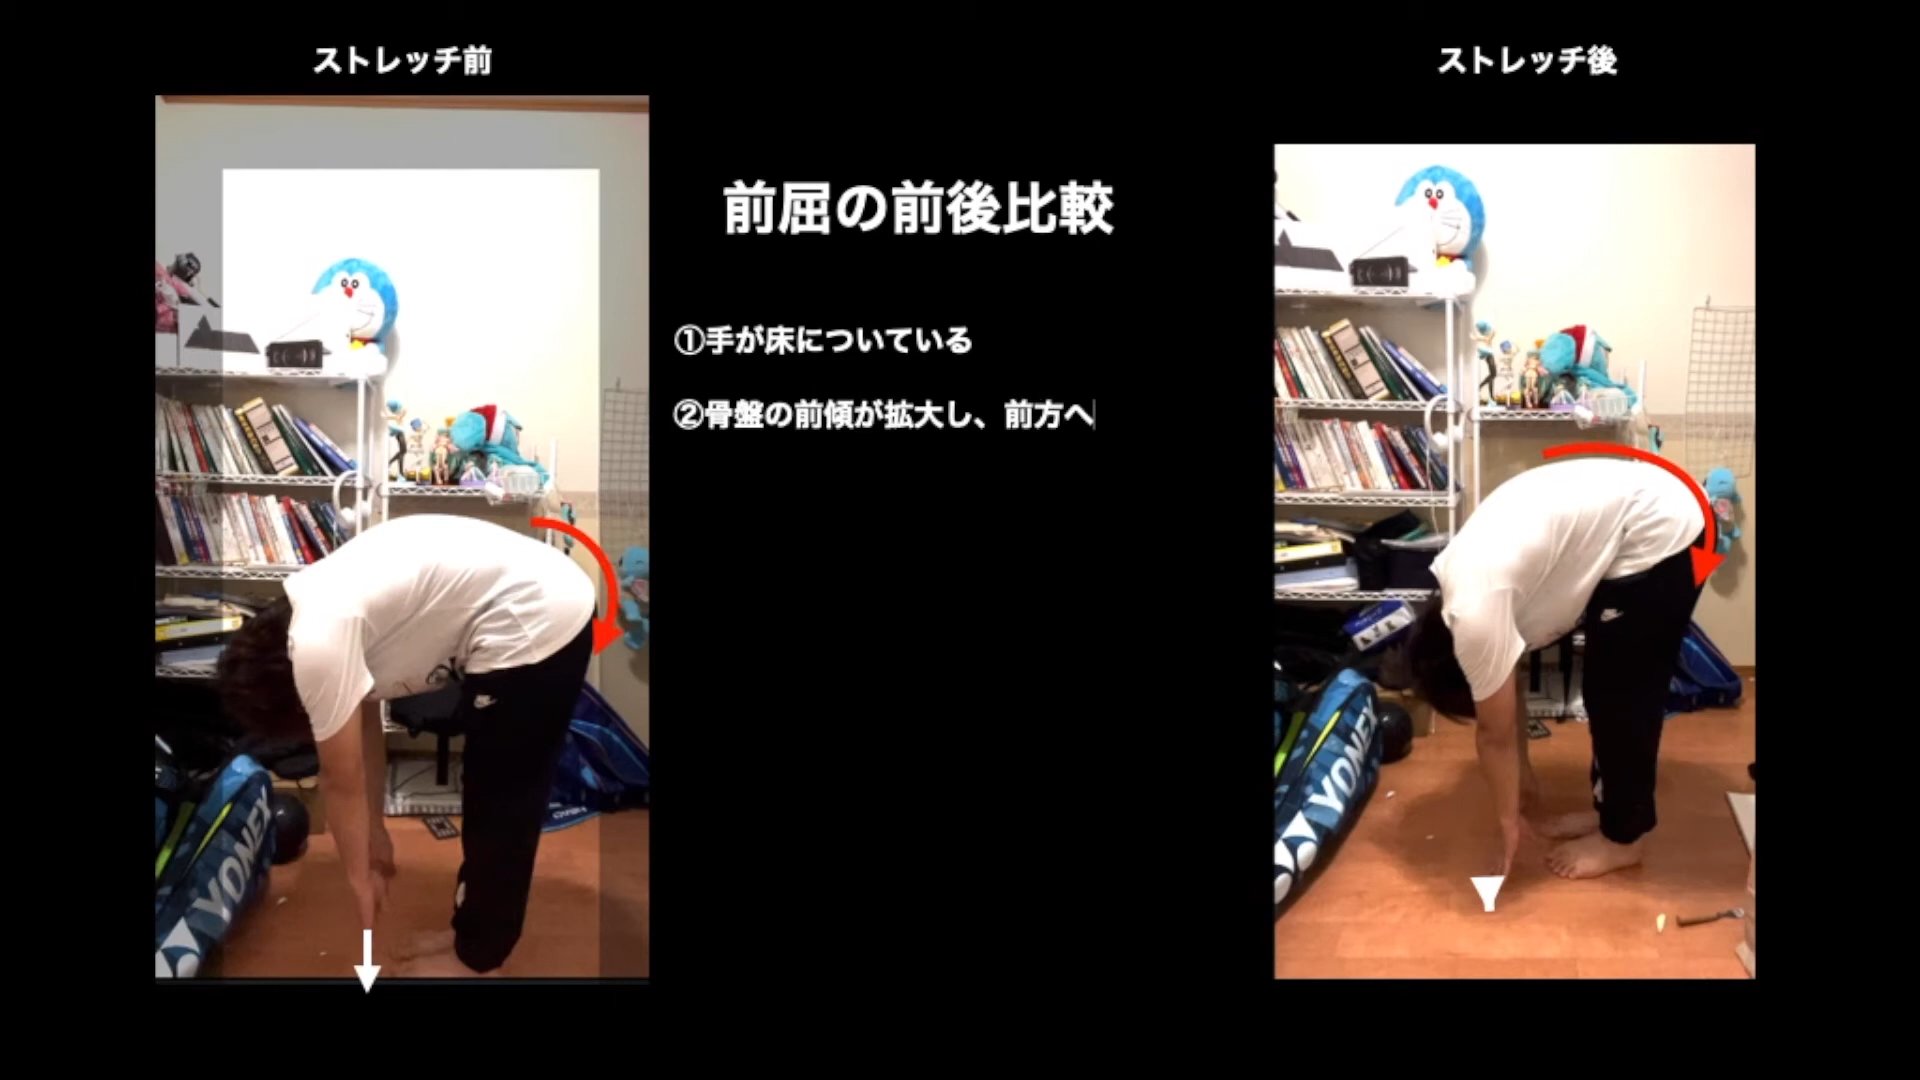 ストレッチ前
ストレッチ後
前屈の前後比較
①手が床についている
②骨盤の前傾が拡大し、前方へ
YONEX
YONEX